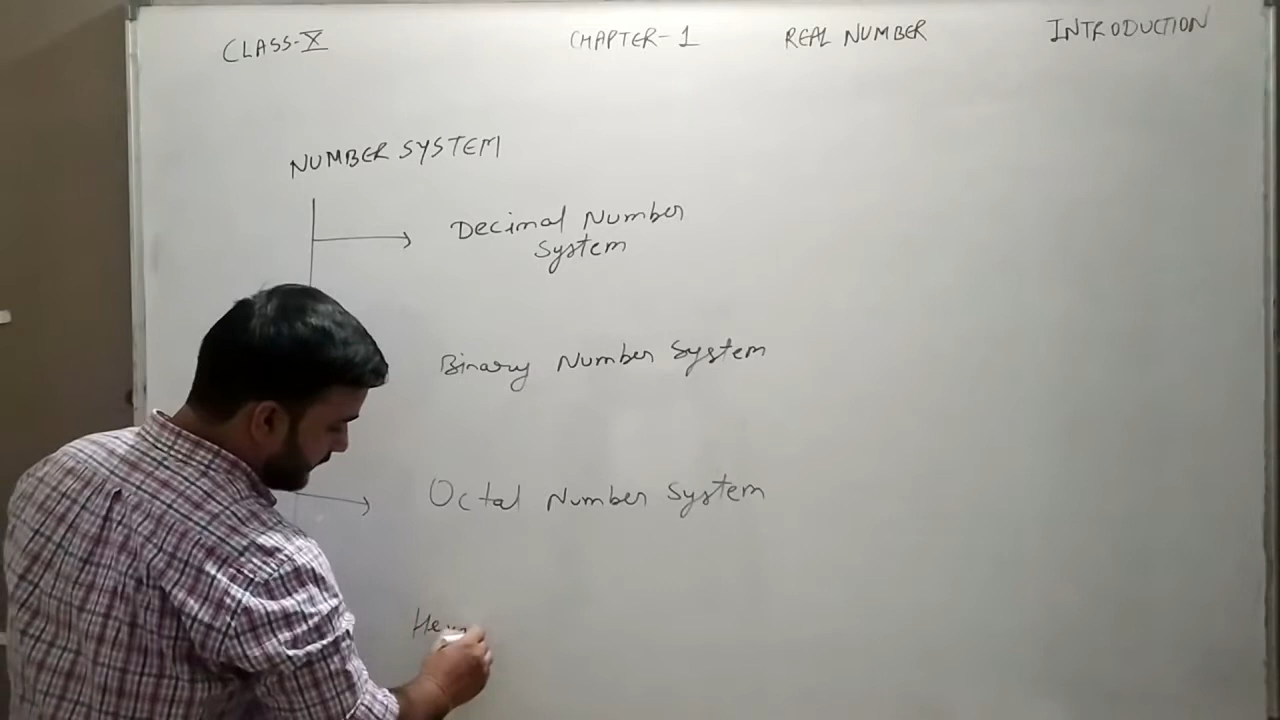 CLASS-X
CHAPTER-1
REAL NUMBER
INTRODUCTION
NUMBER SYSTEM
Decimal Number
System
Binary Number System
Octal Number System